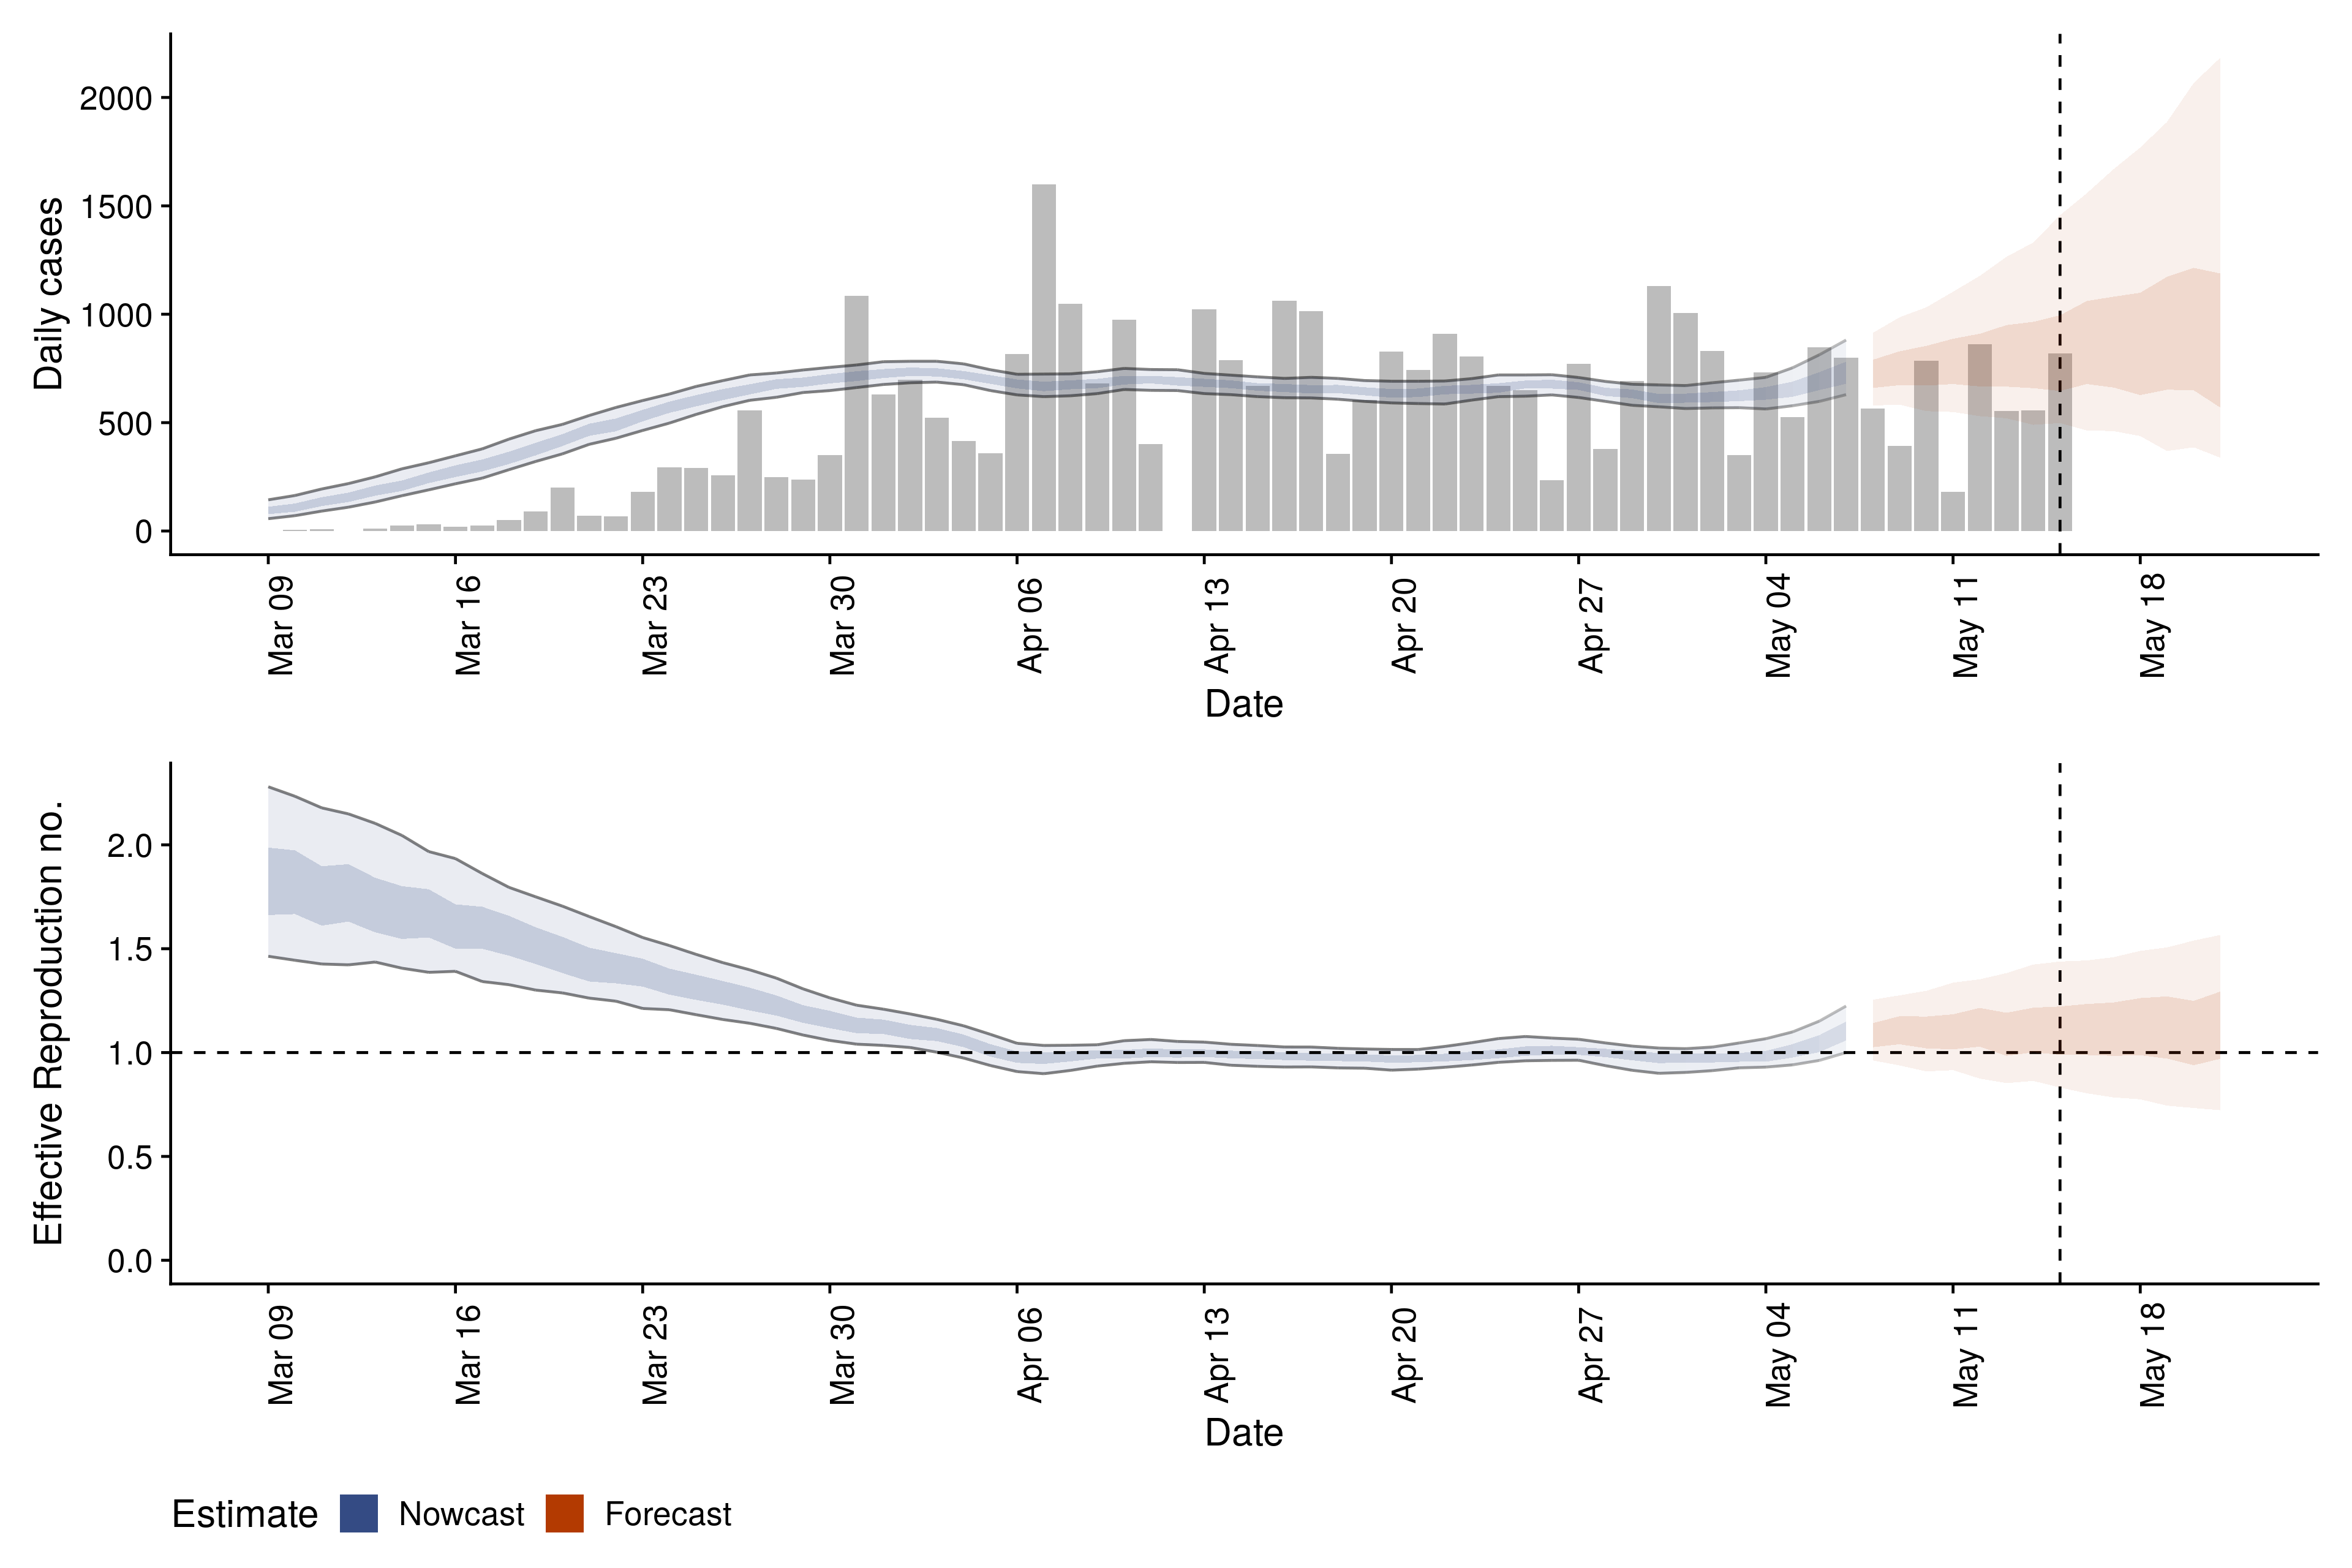 Daily cases
2000
1500
1000
500
0
Mar 09
Mar 16
Mar 23
Mar 30
Apr 06
Apr 13
Apr 20
Apr 27
May 04
May 11
May 18
Date
Effective Reproduction no.
2.0
1.5
1.0
0.5
0.0
Mar 09
Mar 16
Mar 23
Mar 30
Apr 06
Apr 13
Apr 20
Apr 27
May 04
May 11
May 18
Date
Estimate Nowcast Forecast